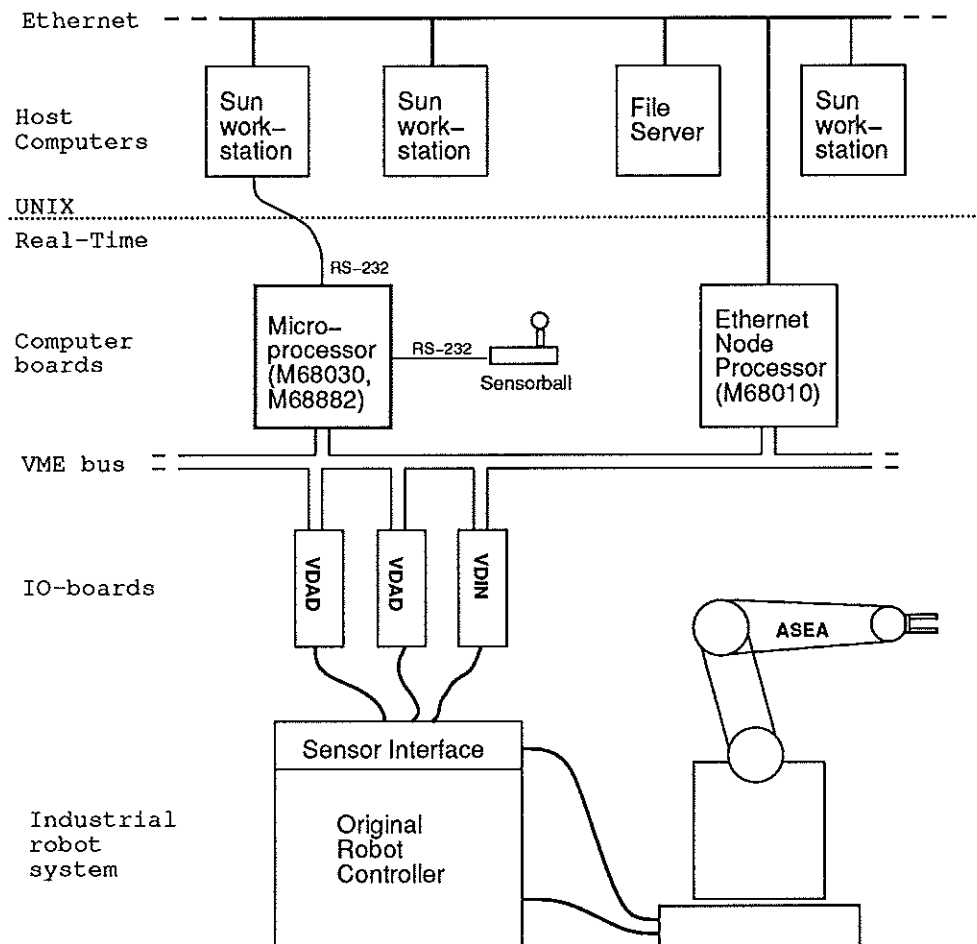 Ethernet
Host
Computers
Sun
work-
station
Sun
work-
station
File
Server
Sun
work-
station
UNIX
Real-Time
RS-232
Computer
boards
Micro-
processor
(M68030,
M68882)
RS-232
Sensorball
Ethernet
Node
Processor
(M68010)
VME bus
IO-boards
VDAD
VDAD
VDIN
ASEA
Sensor Interface
Industrial
robot
system
Original
Robot
Controller